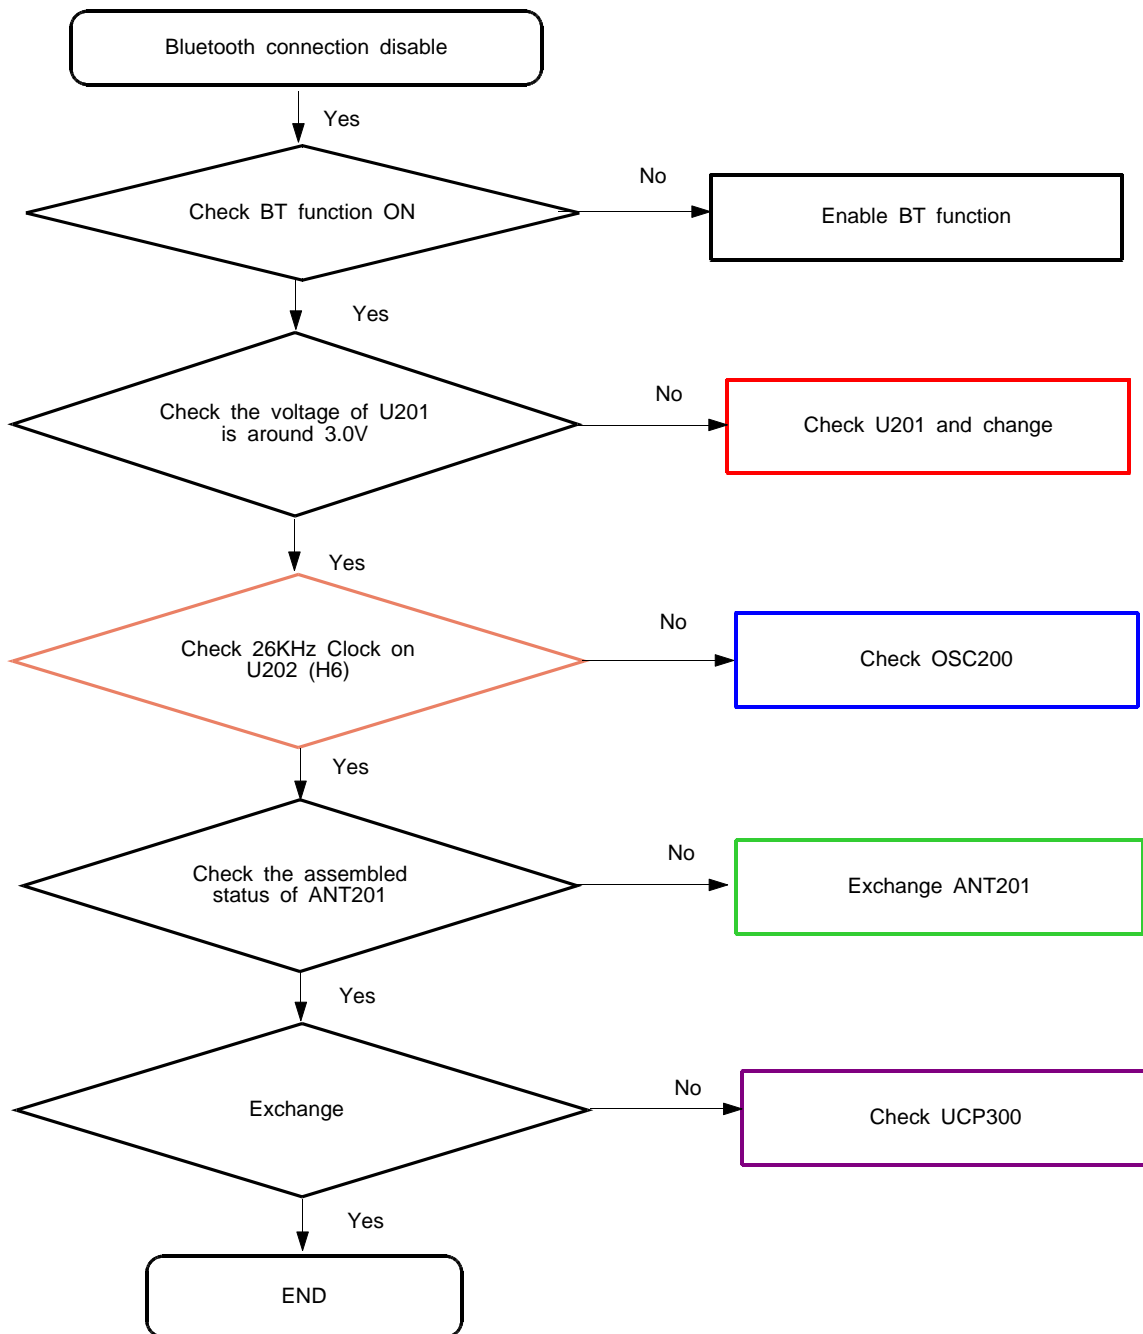 Bluetooth connection disable
Yes
Check BT function ON
No
Enable BT function
Yes
Check the voltage of U201
is around 3.0V
No
Check U201 and change
Yes
Check 26KHz Clock on
U202 (H6)
No
Check OSC200
Yes
Check the assembled
status of ANT201
No
Exchange ANT201
Yes
Exchange
No
Check UCP300
Yes
END